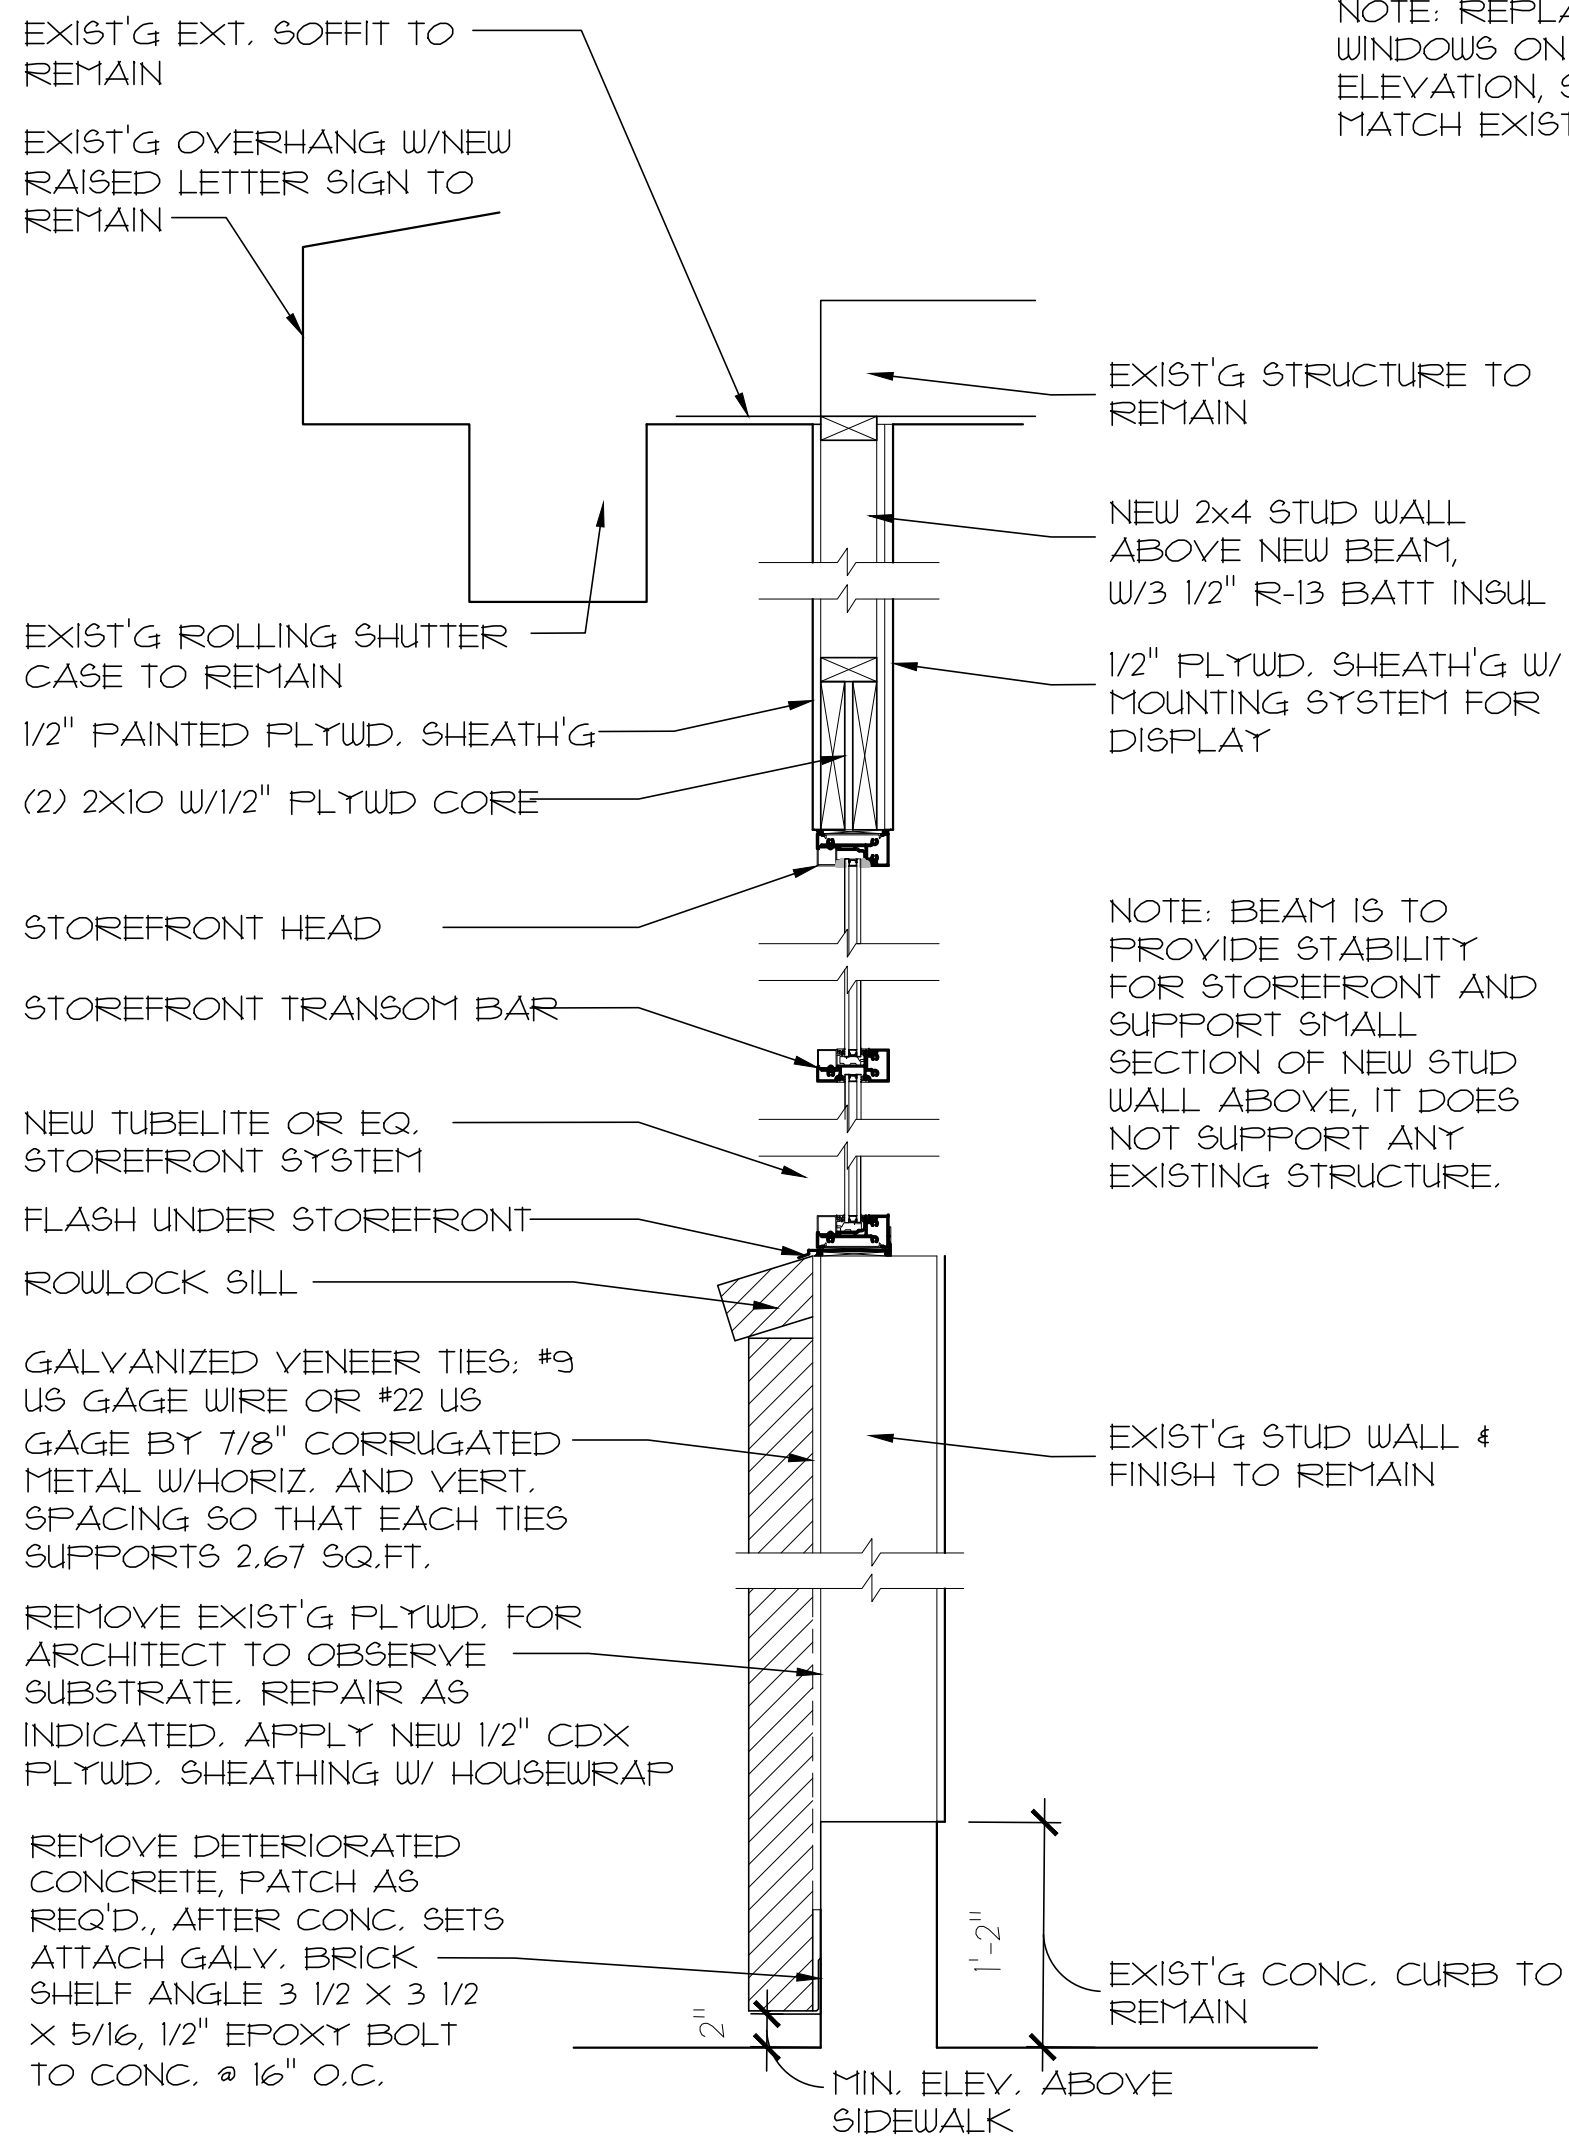 EXIST'G EXT. SOFFIT TO
REMAIN
EXIST'G OVERHANG W/NEW
RAISED LETTER SIGN TO
REMAIN
EXIST'G ROLLING SHUTTER
CASE TO REMAIN
1/2" PAINTED PLYWD. SHEATH'G
(2) 2X10 W/1/2" PLYWD CORE
STOREFRONT HEAD
STOREFRONT TRANSOM BAR
NEW TUBELITE OR EQ.
STOREFRONT SYSTEM
FLASH UNDER STOREFRONT
ROWLOCK SILL
GALVANIZED VENEER TIES: #9
US GAGE WIRE OR #22 US
GAGE BY 7/8" CORRUGATED
METAL W/HORIZ. AND VERT.
SPACING SO THAT EACH TIES
SUPPORTS 2.67 SQ.FT.
REMOVE EXIST'G PLYWD. FOR
ARCHITECT TO OBSERVE
SUBSTRATE. REPAIR AS
INDICATED. APPLY NEW 1/2" CDX
PLYWD. SHEATHING W/ HOUSEWRAP
REMOVE DETERIORATED
CONCRETE, PATCH AS
REQ'D., AFTER CONC. SETS
ATTACH GALV. BRICK
SHELF ANGLE 3 1/2 X 3 1/2
X 5/16, 1/2" EPOXY BOLT
TO CONC. @ 16" O.C.
NOTE: REPLA
WINDOWS ON
ELEVATION, S
MATCH EXIST
EXIST'G STRUCTURE TO
REMAIN
NEW 2x4 STUD WALL
ABOVE NEW BEAM,
W/3 1/2" R-13 BATT INSUL
1/2" PLYWD. SHEATH'G W/
MOUNTING SYSTEM FOR
DISPLAY
NOTE: BEAM IS TO
PROVIDE STABILITY
FOR STOREFRONT AND
SUPPORT SMALL
SECTION OF NEW STUD
WALL ABOVE, IT DOES
NOT SUPPORT ANY
EXISTING STRUCTURE.
EXIST'G STUD WALL &
FINISH TO REMAIN
1'-2"
EXIST'G CONC. CURB TO
REMAIN
2"
MIN. ELEV. ABOVE
SIDEWALK